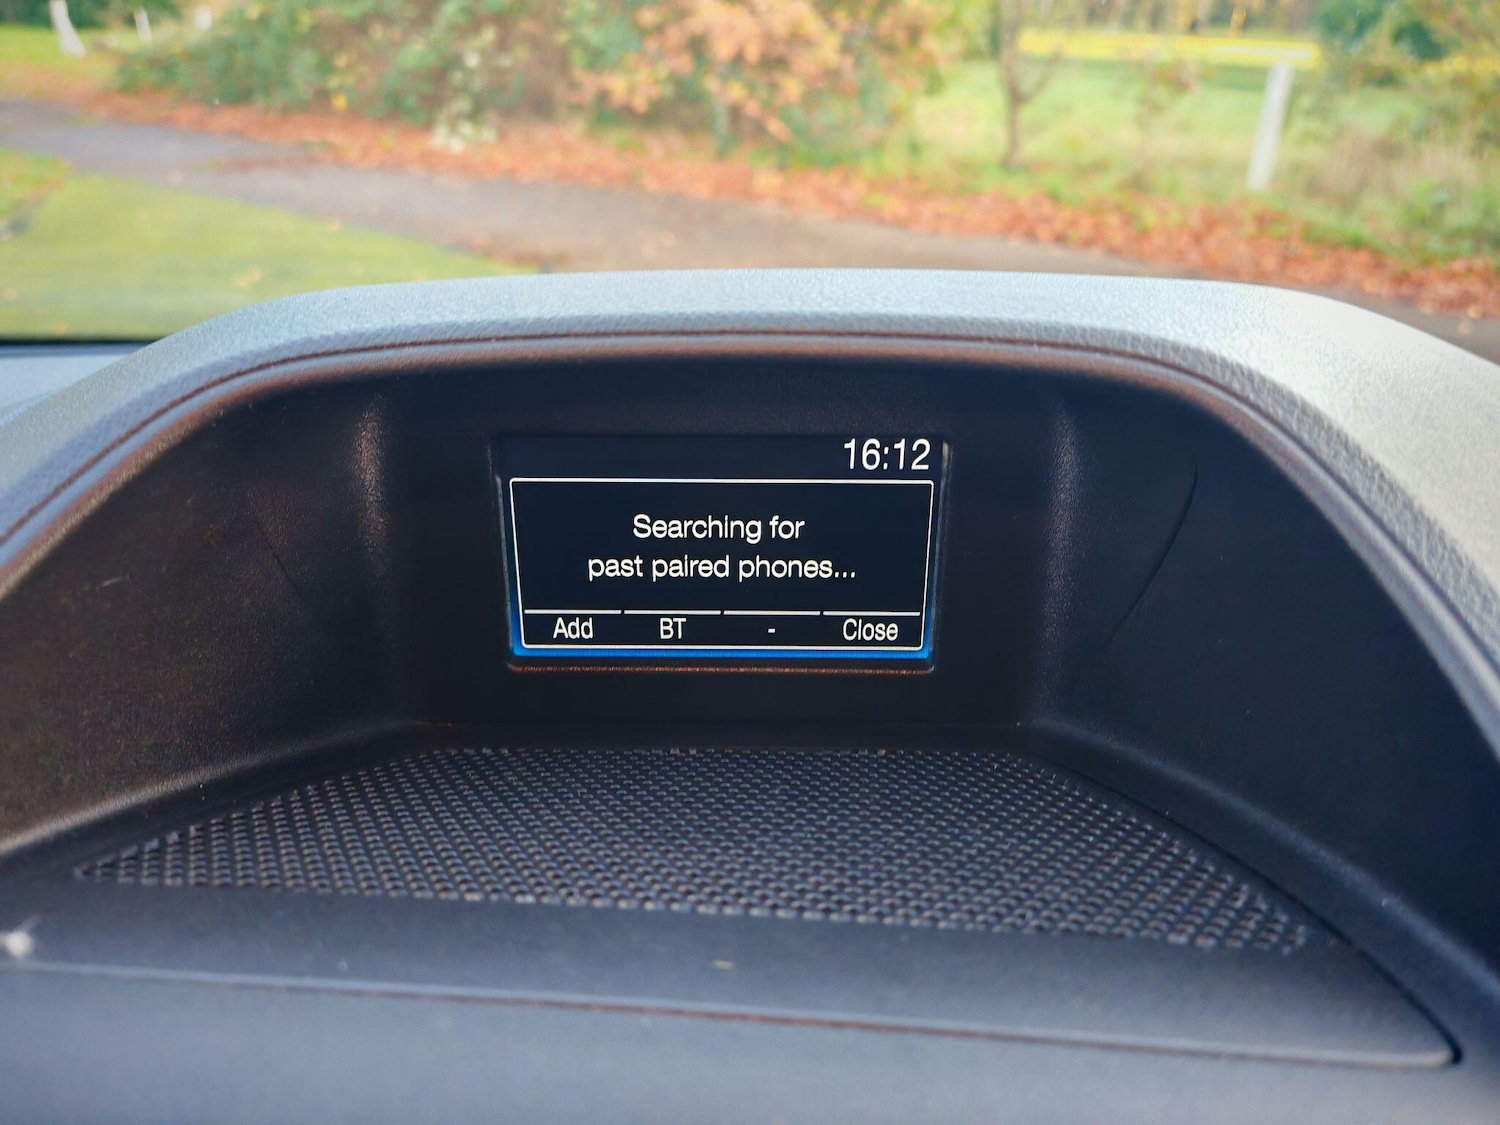 16:12
Searching for
past paired phones...
Add BT - Close